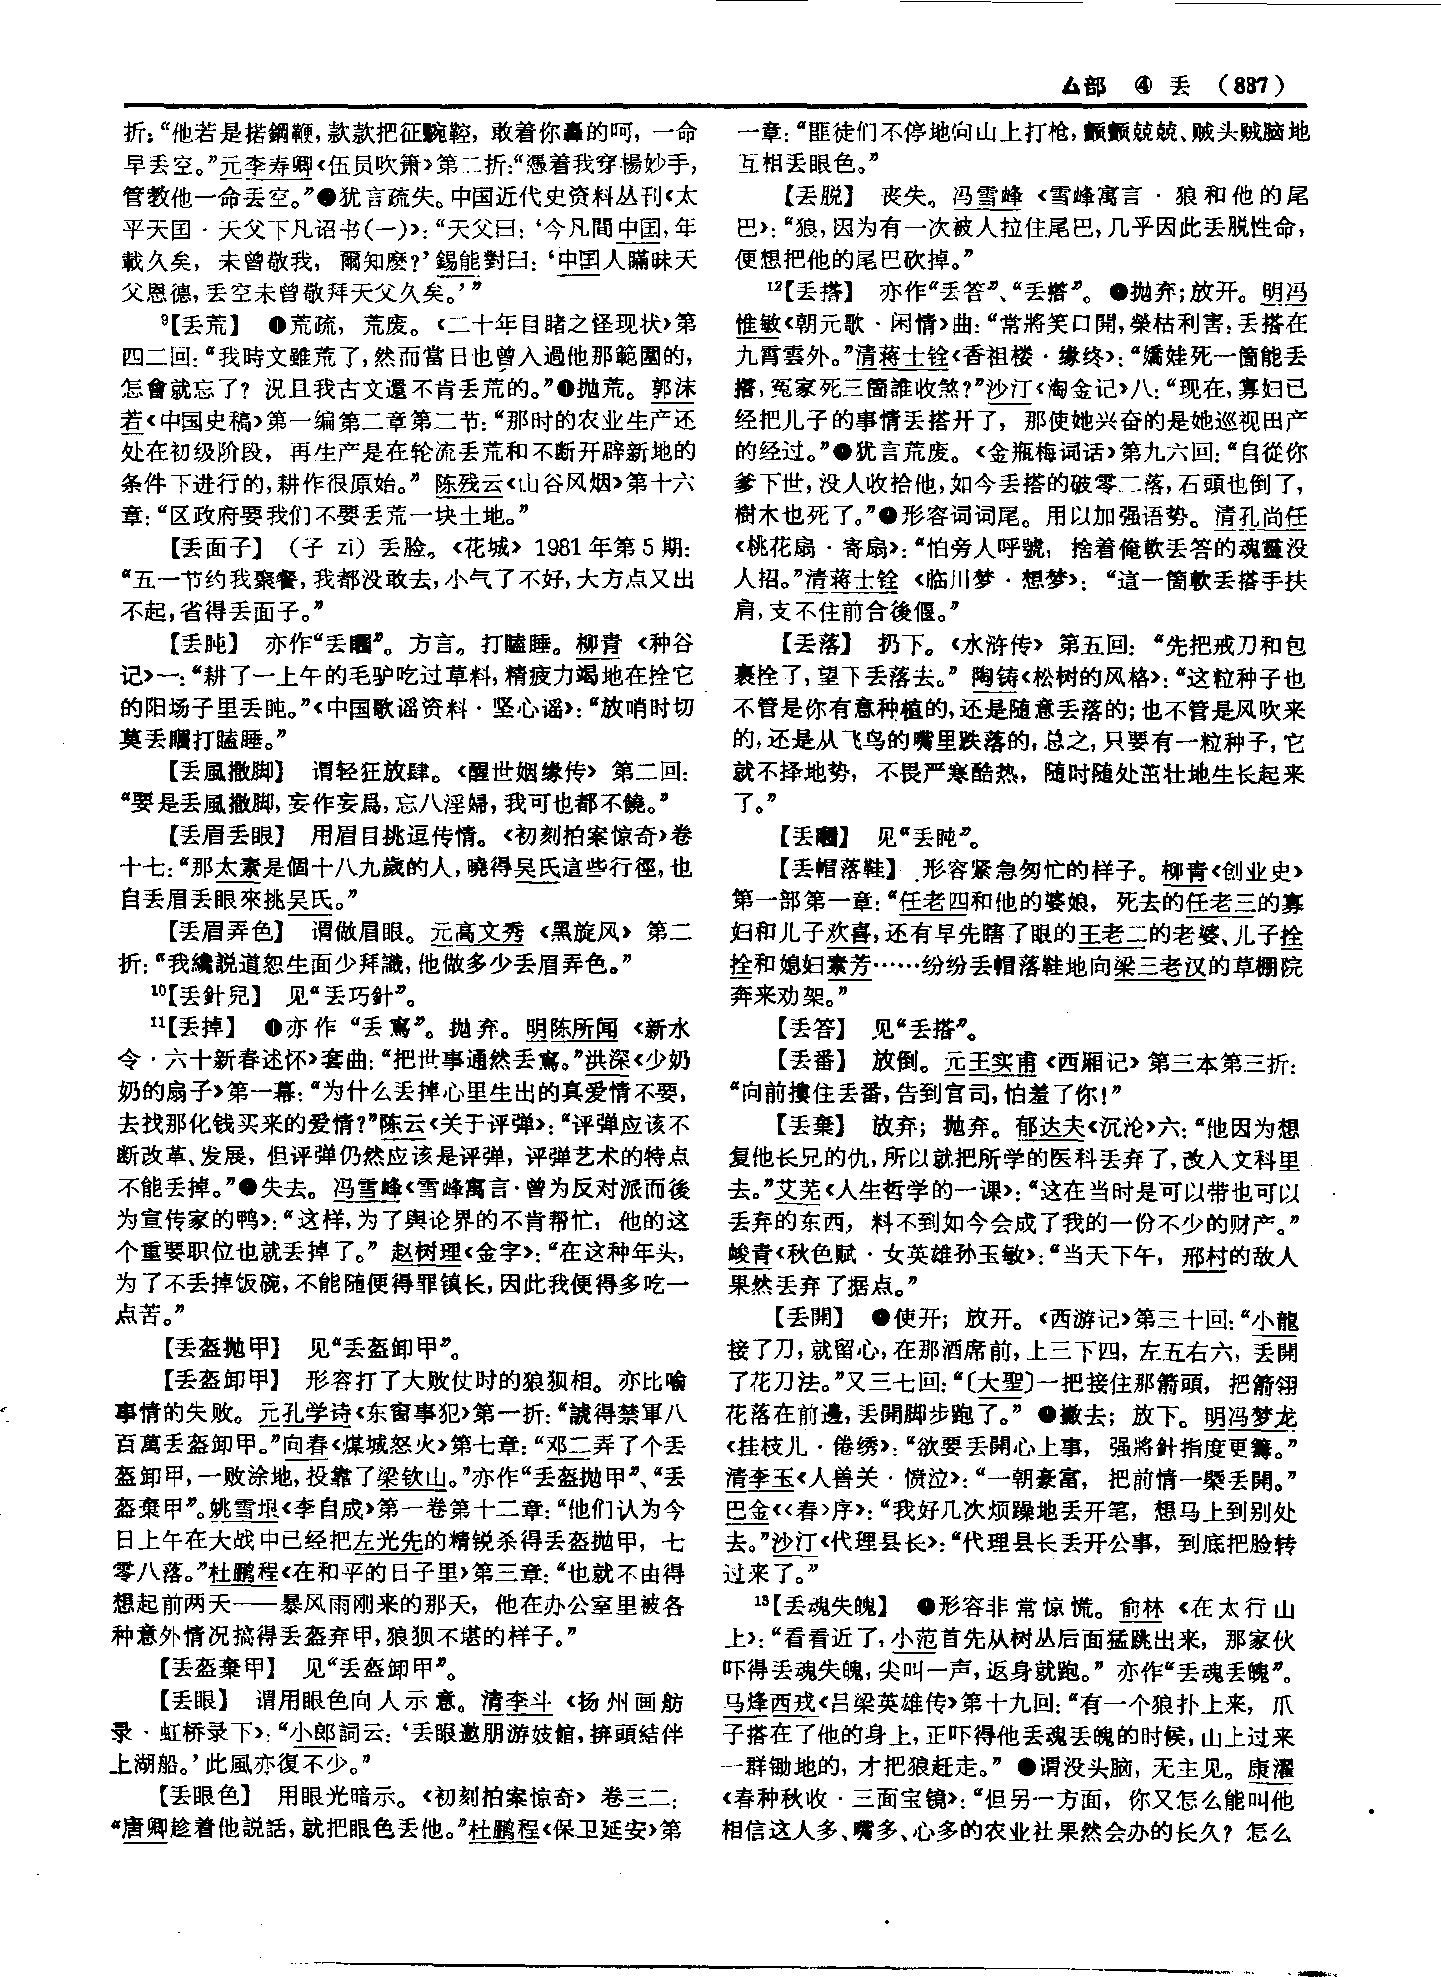 厶部 ④ 丢 （887）
折：“他若是搭鋼鞭，款款把征𩋾鞚，敢着你轟的呵，一命
早丢空。”元李寿卿《伍员吹箫》第二折：“憑着我穿楊妙手，
管教他一命丢空。”❷犹言疏失。中国近代史资料丛刊《太
平天囯·天父下凡诏书(一)》：“天父曰：‘今凡間中囯，年
載久矣，未曾敬我，爾知麽？’錫能對曰：‘中囯人瞞昧天
父恩德，丢空未曾敬拜天父久矣。’”
⁹【丢荒】 ❶荒疏，荒废。《二十年目睹之怪现状》第
四二回：“我時文雖荒了，然而當日也曾入過他那範圍的，
怎會就忘了？況且我古文還不肯丢荒的。”❷抛荒。郭沫
若《中国史稿》第一编第二章第二节：“那时的农业生产还
处在初级阶段，再生产是在轮流丢荒和不断开辟新地的
条件下进行的，耕作很原始。”陈残云《山谷风烟》第十六
章：“区政府要我们不要丢荒一块土地。”
【丢面子】 （子 zi）丢脸。《花城》1981年第5期：
“五一节约我聚餐，我都没敢去，小气了不好，大方点又出
不起，省得丢面子。”
【丢盹】 亦作“丢𥉔”。方言。打瞌睡。柳青《种谷
记》一：“耕了一上午的毛驴吃过草料，精疲力竭地在拴它
的阳场子里丢盹。”《中国歌谣资料·坚心谣》：“放哨时切
莫丢𥉔打瞌睡。”
【丢風撒脚】 谓轻狂放肆。《醒世姻缘传》第二回：
“要是丢風撒脚，妄作妄爲，忘八淫婦，我可也都不饒。”
【丢眉丢眼】 用眉目挑逗传情。《初刻拍案惊奇》卷
十七：“那太素是個十八九歲的人，曉得吴氏這些行徑，也
自丢眉丢眼來挑吴氏。”
【丢眉弄色】 谓做眉眼。元高文秀《黑旋风》第二
折：“我纔説道恕生面少拜識，他做多少丢眉弄色。”
¹⁰【丢針兒】 见“丢巧針”。
¹¹【丢掉】 ❶亦作“丢窵”。抛弃。明陈所闻《新水
令·六十新春述怀》套曲：“把世事通然丢窵。”洪深《少奶
奶的扇子》第一幕：“为什么丢掉心里生出的真爱情不要，
去找那化钱买来的爱情？”陈云《关于评弹》：“评弹应该不
断改革、发展，但评弹仍然应该是评弹，评弹艺术的特点
不能丢掉。”❷失去。冯雪峰《雪峰寓言·曾为反对派而後
为宣传家的鸭》：“这样，为了舆论界的不肯帮忙，他的这
个重要职位也就丢掉了。”赵树理《金字》：“在这种年头，
为了不丢掉饭碗，不能随便得罪镇长，因此我便得多吃一
点苦。”
【丢盔抛甲】 见“丢盔卸甲”。
【丢盔卸甲】 形容打了大败仗时的狼狈相。亦比喻
事情的失败。元孔学诗《东窗事犯》第一折：“諕得禁軍八
百萬丢盔卸甲。”向春《煤城怒火》第七章：“邓二弄了个丢
盔卸甲，一败涂地，投靠了梁钦山。”亦作“丢盔抛甲”、“丢
盔棄甲”。姚雪垠《李自成》第一卷第十二章：“他们认为今
日上午在大战中已经把左光先的精锐杀得丢盔抛甲，七
零八落。”杜鹏程《在和平的日子里》第三章：“也就不由得
想起前两天——暴风雨刚来的那天，他在办公室里被各
种意外情况搞得丢盔弃甲，狼狈不堪的样子。”
【丢盔棄甲】 见“丢盔卸甲”。
【丢眼】 谓用眼色向人示意。清李斗《扬州画舫
录·虹桥录下》：“小郎詞云：‘丢眼邀朋游妓館，拚頭結伴
上湖船。’此風亦復不少。”
【丢眼色】 用眼光暗示。《初刻拍案惊奇》卷三二：
“唐卿趁着他説話，就把眼色丢他。”杜鹏程《保卫延安》第
一章：“匪徒们不停地向山上打枪，颤颤兢兢、贼头贼脑地
互相丢眼色。”
【丢脱】 丧失。冯雪峰《雪峰寓言·狼和他的尾
巴》：“狼，因为有一次被人拉住尾巴，几乎因此丢脱性命，
便想把他的尾巴砍掉。”
¹²【丢搭】 亦作“丢答”、“丢撘”。❶抛弃；放开。明冯
惟敏《朝元歌·闲情》曲：“常將笑口開，榮枯利害，丢搭在
九霄雲外。”清蒋士铨《香祖楼·缘终》：“嬌娃死一箇能丢
撘，冤家死三箇誰收煞？”沙汀《淘金记》八：“现在，寡妇已
经把儿子的事情丢搭开了，那使她兴奋的是她巡视田产
的经过。”❷犹言荒废。《金瓶梅词话》第九六回：“自從你
爹下世，没人收拾他，如今丢搭的破零二落，石頭也倒了，
樹木也死了。”❸形容词词尾。用以加强语势。清孔尚任
《桃花扇·寄扇》：“怕旁人呼號，捨着俺軟丢答的魂靈没
人招。”清蒋士铨《临川梦·想梦》：“這一箇軟丢搭手扶
肩，支不住前合後偃。”
【丢落】 扔下。《水浒传》第五回：“先把戒刀和包
裹拴了，望下丢落去。”陶铸《松树的风格》：“这粒种子也
不管是你有意种植的，还是随意丢落的；也不管是风吹来
的，还是从飞鸟的嘴里跌落的，总之，只要有一粒种子，它
就不择地势，不畏严寒酷热，随时随处茁壮地生长起来
了。”
【丢𥉔】 见“丢盹”。
【丢帽落鞋】 形容紧急匆忙的样子。柳青《创业史》
第一部第一章：“任老四和他的婆娘，死去的任老三的寡
妇和儿子欢喜，还有早先瞎了眼的王老二的老婆、儿子拴
拴和媳妇素芳……纷纷丢帽落鞋地向梁三老汉的草棚院
奔来劝架。”
【丢答】 见“丢搭”。
【丢番】 放倒。元王实甫《西厢记》第三本第三折：
“向前摟住丢番，告到官司，怕羞了你！”
【丢棄】 放弃；抛弃。郁达夫《沉沦》六：“他因为想
复他长兄的仇，所以就把所学的医科丢弃了，改入文科里
去。”艾芜《人生哲学的一课》：“这在当时是可以带也可以
丢弃的东西，料不到如今会成了我的一份不少的财产。”
峻青《秋色赋·女英雄孙玉敏》：“当天下午，邢村的敌人
果然丢弃了据点。”
【丢開】 ❶使开；放开。《西游记》第三十回：“小龍
接了刀，就留心，在那酒席前，上三下四，左五右六，丢開
了花刀法。”又三七回：“〔大聖〕一把接住那箭頭，把箭翎
花落在前邊，丢開脚步跑了。”❷撇去；放下。明冯梦龙
《挂枝儿·倦绣》：“欲要丢開心上事，强將針指度更籌。”
清李玉《人兽关·愤泣》：“一朝豪富，把前情一槩丢開。”
巴金《〈春〉序》：“我好几次烦躁地丢开笔，想马上到别处
去。”沙汀《代理县长》：“代理县长丢开公事，到底把脸转
过来了。”
¹³【丢魂失魄】 ❶形容非常惊慌。俞林《在太行山
上》：“看看近了，小范首先从树丛后面猛跳出来，那家伙
吓得丢魂失魄，尖叫一声，返身就跑。”亦作“丢魂丢魄”。
马烽西戎《吕梁英雄传》第十九回：“有一个狼扑上来，爪
子搭在了他的身上，正吓得他丢魂丢魄的时候，山上过来
一群锄地的，才把狼赶走。”❷谓没头脑，无主见。康濯
《春种秋收·三面宝镜》：“但另一方面，你又怎么能叫他
相信这人多、嘴多、心多的农业社果然会办的长久？怎么